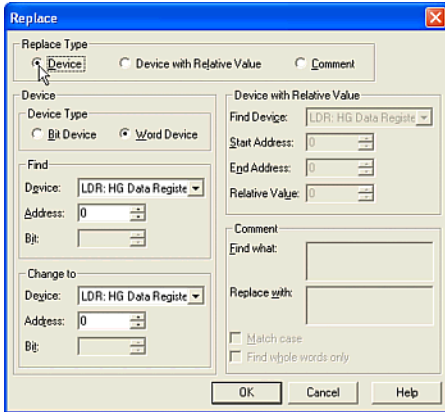 Replace
Replace Type
Device
Device with Relative Value
Comment
Device
Device Type
Bit Device
Word Device
Find
Device: LDR: HG Data Registe
Address: 0
Bit:
Change to
Device: LDR: HG Data Registe
Address: 0
Bit:
Device with Relative Value
Find Device: LDR: HG Data Registe
Start Address: 0
End Address: 0
Relative Value: 0
Comment
Find what:
Replace with:
Match case
Find whole words only
OK Cancel Help